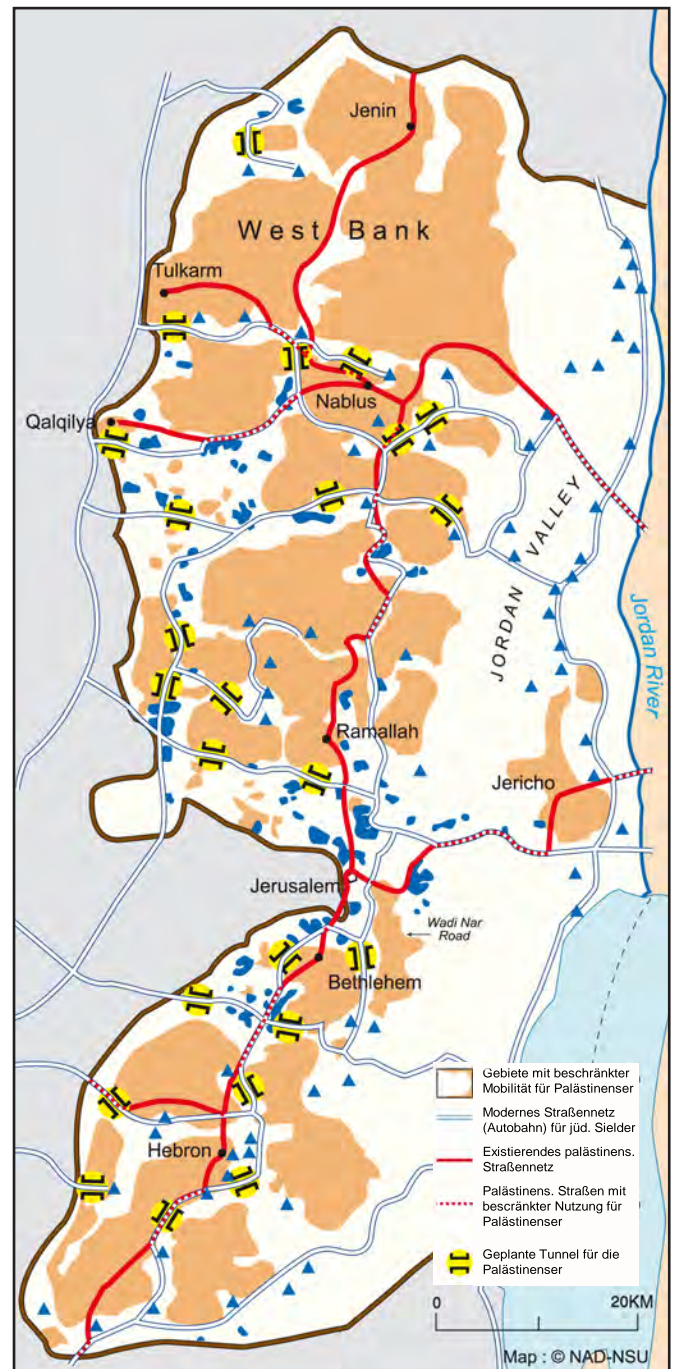 Jenin
West Bank
Tulkarm
Nablus
Qalqilya
JORDAN VALLEY
Jordan River
Ramallah
Jericho
Jerusalem
Wadi Nar
Road
Bethlehem
Hebron
Gebiete mit beschränkter
Mobilität für Palästinenser
Modernes Straßennetz
(Autobahn) für jüd. Sielder
Existierendes palästinens.
Straßennetz
Palästinens. Straßen mit
beschränkter Nutzung für
Palästinenser
Geplante Tunnel für die
Palästinenser
0 20KM
Map : © NAD-NSU